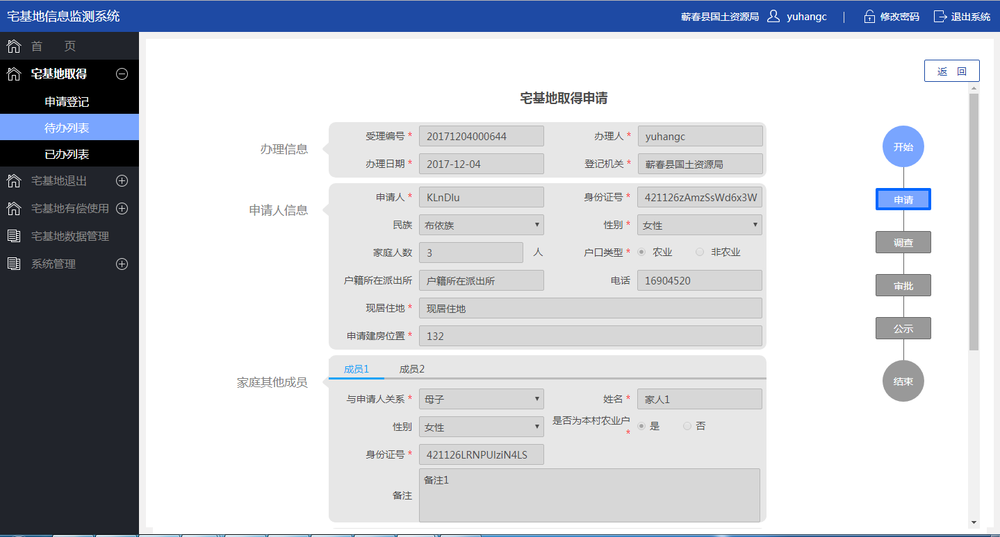 宅基地信息监测系统
蕲春县国土资源局 yuhangc | 修改密码 退出系统
首 页
宅基地取得
申请登记
待办列表
已办列表
宅基地退出
宅基地有偿使用
宅基地数据管理
系统管理
返 回
宅基地取得申请
办理信息
受理编号 * 20171204000644 办理人 * yuhangc
办理日期 * 2017-12-04 登记机关 * 蕲春县国土资源局
申请人信息
申请人 * KLnDlu 身份证号 * 421126zAmzSsWd6x3W
民族 布依族 性别 * 女性
家庭人数 3 人 户口类型 * 农业 非农业
户籍所在派出所 户籍所在派出所 电话 16904520
现居住地 * 现居住地
申请建房位置 * 132
家庭其他成员
成员1 成员2
与申请人关系 * 母子 姓名 * 家人1
性别 女性 是否为本村农业户 * 是 否
身份证号 * 421126LRNPUIziN4LS
备注 备注1
开始
申请
调查
审批
公示
结束